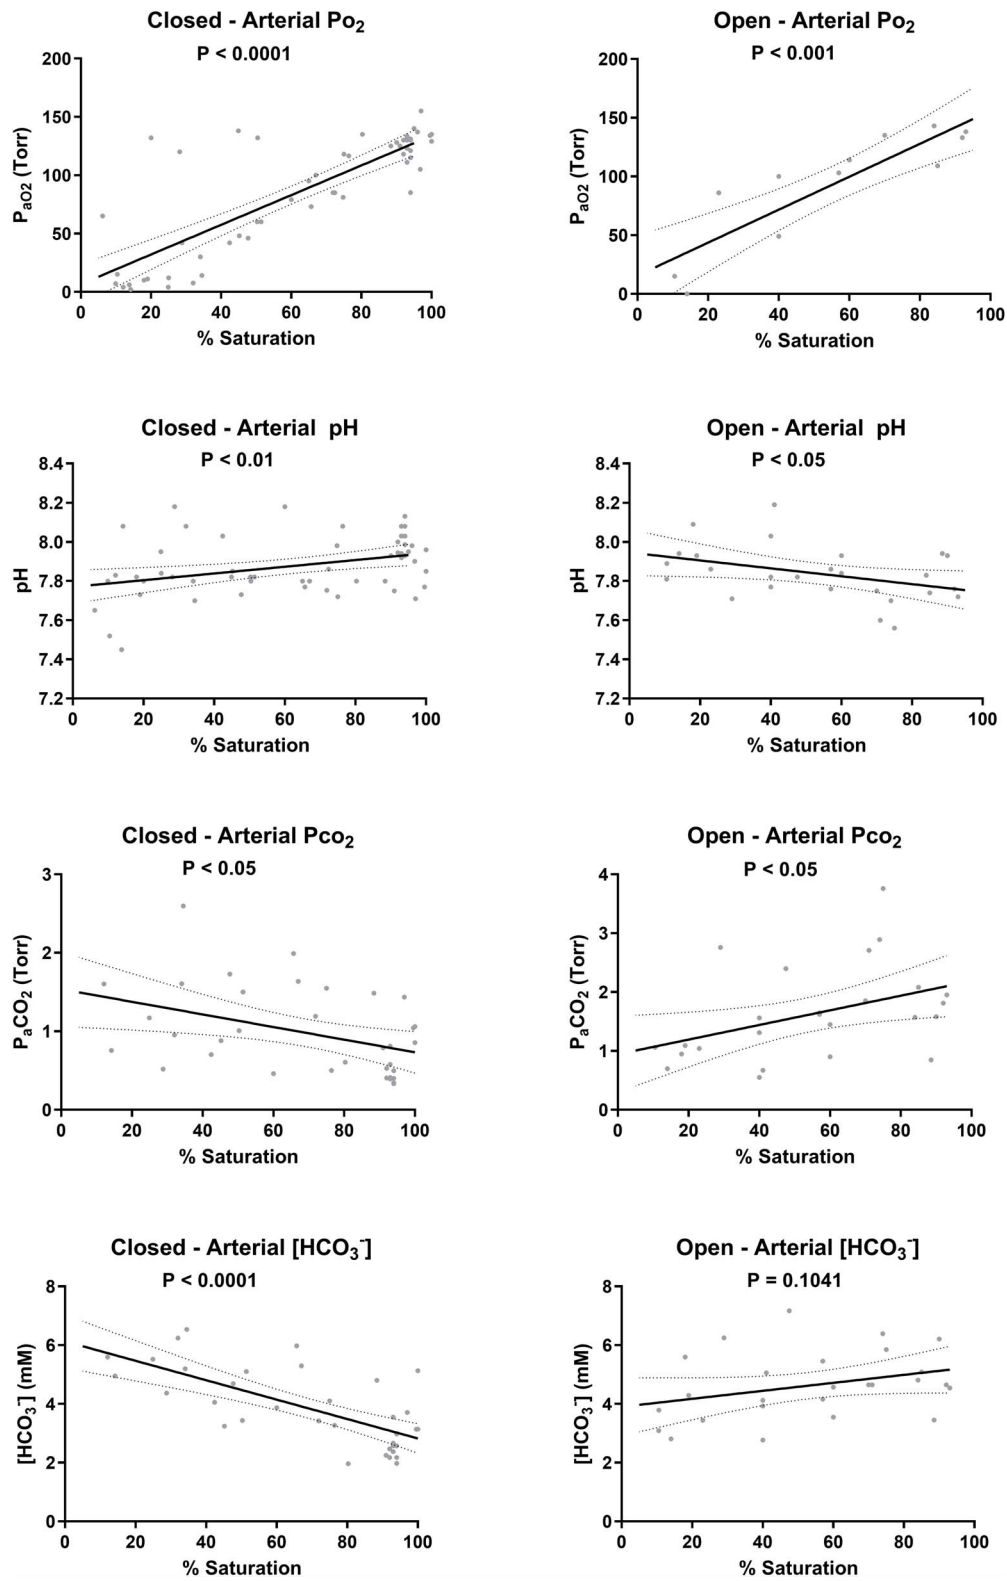 Closed - Arterial Po₂
P < 0.0001
200
150
100
50
0
PaO2 (Torr)
0 20 40 60 80 100
% Saturation
Open - Arterial Po₂
P < 0.001
200
150
100
50
0
PaO2 (Torr)
0 20 40 60 80 100
% Saturation
Closed - Arterial pH
P < 0.01
8.4
8.2
8.0
7.8
7.6
7.4
7.2
pH
0 20 40 60 80 100
% Saturation
Open - Arterial pH
P < 0.05
8.4
8.2
8.0
7.8
7.6
7.4
7.2
pH
0 20 40 60 80 100
% Saturation
Closed - Arterial Pco₂
P < 0.05
3
2
1
0
PaCO₂ (Torr)
0 20 40 60 80 100
% Saturation
Open - Arterial Pco₂
P < 0.05
4
3
2
1
0
PaCO₂ (Torr)
0 20 40 60 80 100
% Saturation
Closed - Arterial [HCO₃⁻]
P < 0.0001
8
6
4
2
0
[HCO₃⁻] (mM)
0 20 40 60 80 100
% Saturation
Open - Arterial [HCO₃⁻]
P = 0.1041
8
6
4
2
0
[HCO₃⁻] (mM)
0 20 40 60 80 100
% Saturation